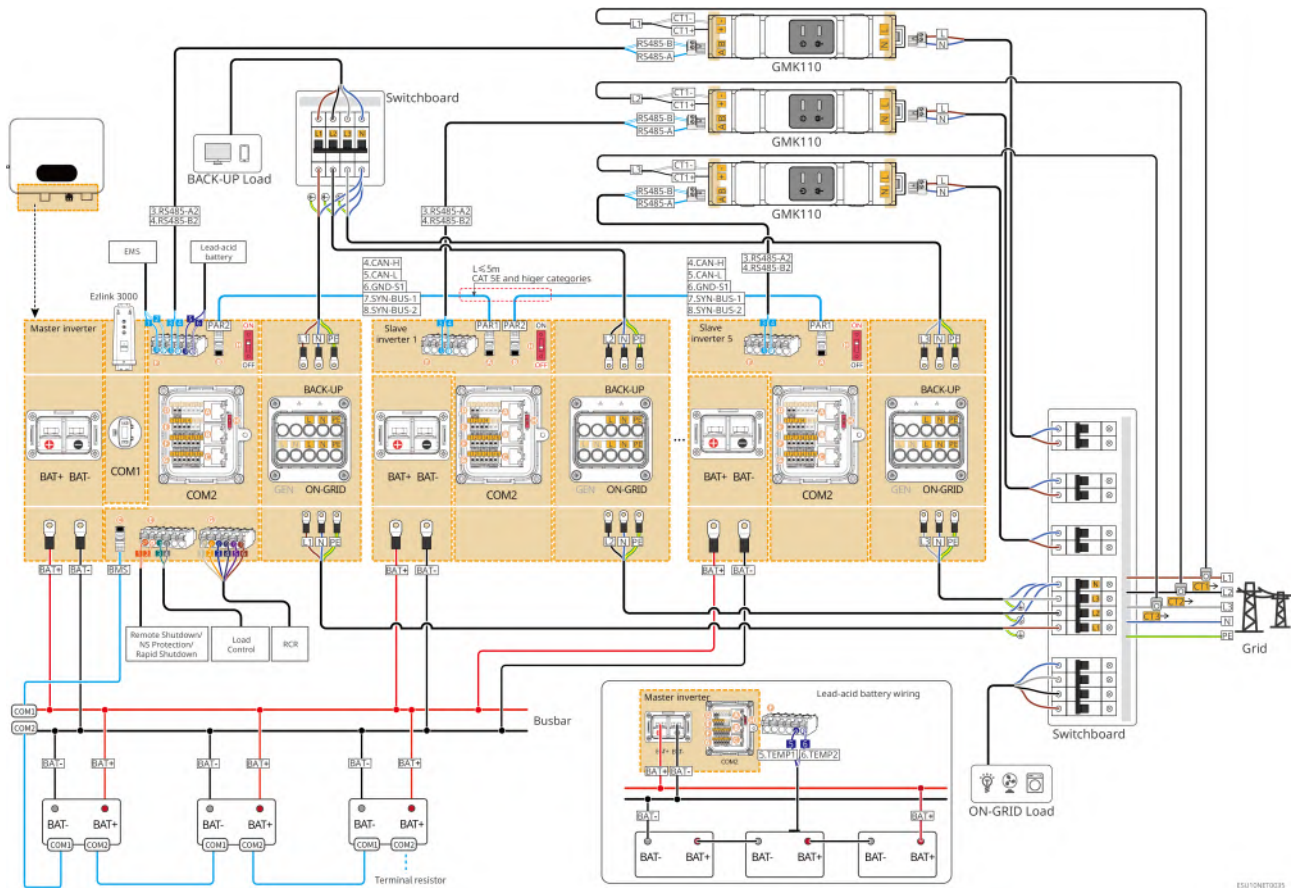 L1
CT1-
CT1+
RS485-B
RS485-A
-
+
B
A
L
N
L
N
GMK110
L2
CT1-
CT1+
RS485-B
RS485-A
L
N
L
N
GMK110
L3
CT1-
CT1+
RS485-B
RS485-A
L
N
L
N
GMK110
Switchboard
L1 L2 L3 N
BACK-UP Load
3.RS485-A2
4.RS485-B2
3.RS485-A2
4.RS485-B2
3.RS485-A2
4.RS485-B2
EMS
Lead-acid
battery
Ezlink 3000
4.CAN-H
5.CAN-L
6.GND-S1
7.SYN-BUS-1
8.SYN-BUS-2
L≤5m
CAT 5E and higer categories
4.CAN-H
5.CAN-L
6.GND-S1
7.SYN-BUS-1
8.SYN-BUS-2
Master inverter
PAR2
ON
OFF
L1 N PE
Slave
inverter 1
PAR1 PAR2
ON
OFF
L2 N PE
Slave
inverter 5
PAR1
ON
OFF
L3 N PE
BACK-UP
BACK-UP
BACK-UP
BAT+ BAT-
COM1
COM2
GEN ON-GRID
BAT+ BAT-
COM2
GEN ON-GRID
...
BAT+ BAT-
COM2
GEN ON-GRID
L1 N PE
L2 N PE
L3 N PE
BAT+
BAT-
BMS
BAT+
BAT-
BAT+
BAT-
Remote Shutdown/
NS Protection/
Rapid Shutdown
Load
Control
RCR
N
L3
L2
L1
CT1
CT2
CT3
L1
L2
L3
N
PE
Grid
Switchboard
ON-GRID Load
COM1
COM2
Busbar
BAT-
BAT+
BAT-
BAT+
BAT-
BAT+
BAT- BAT+
BAT- BAT+
BAT- BAT+
COM1 COM2
COM1 COM2
COM1 COM2
Terminal resistor
Lead-acid battery wiring
Master inverter
COM2
5 6
5.TEMP1 6.TEMP2
BAT+
BAT-
BAT-
BAT+
BAT- BAT+
BAT- BAT+
BAT- BAT+
ESU10NET0035